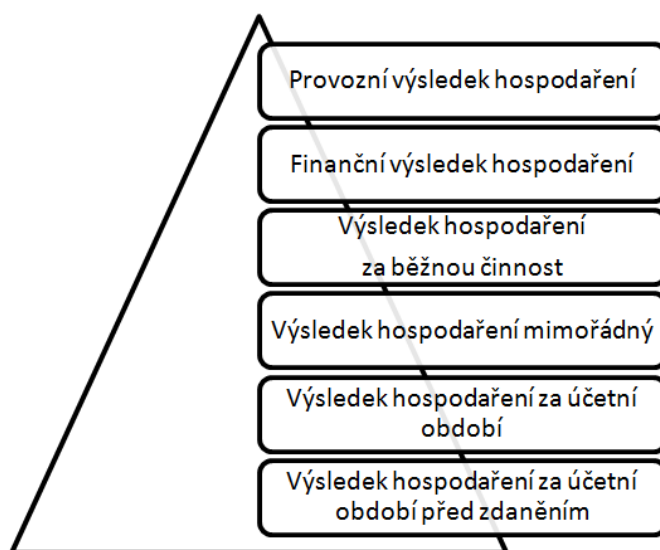 Provozní výsledek hospodaření
Finanční výsledek hospodaření
Výsledek hospodaření
za běžnou činnost
Výsledek hospodaření mimořádný
Výsledek hospodaření za účetní
období
Výsledek hospodaření za účetní
období před zdaněním